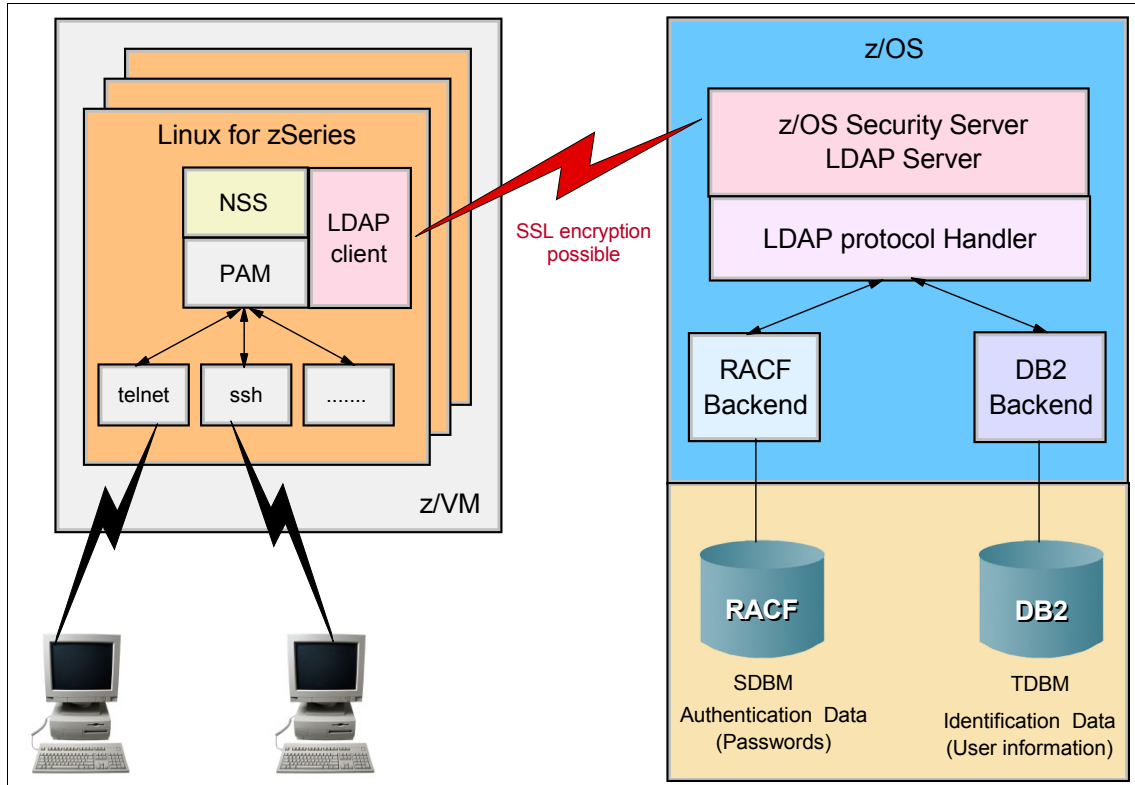 Linux for zSeries
NSS
PAM
LDAP
client
telnet
ssh
.......
z/VM
SSL encryption
possible
z/OS
z/OS Security Server
LDAP Server
LDAP protocol Handler
RACF
Backend
DB2
Backend
RACF
DB2
SDBM
Authentication Data
(Passwords)
TDBM
Identification Data
(User information)